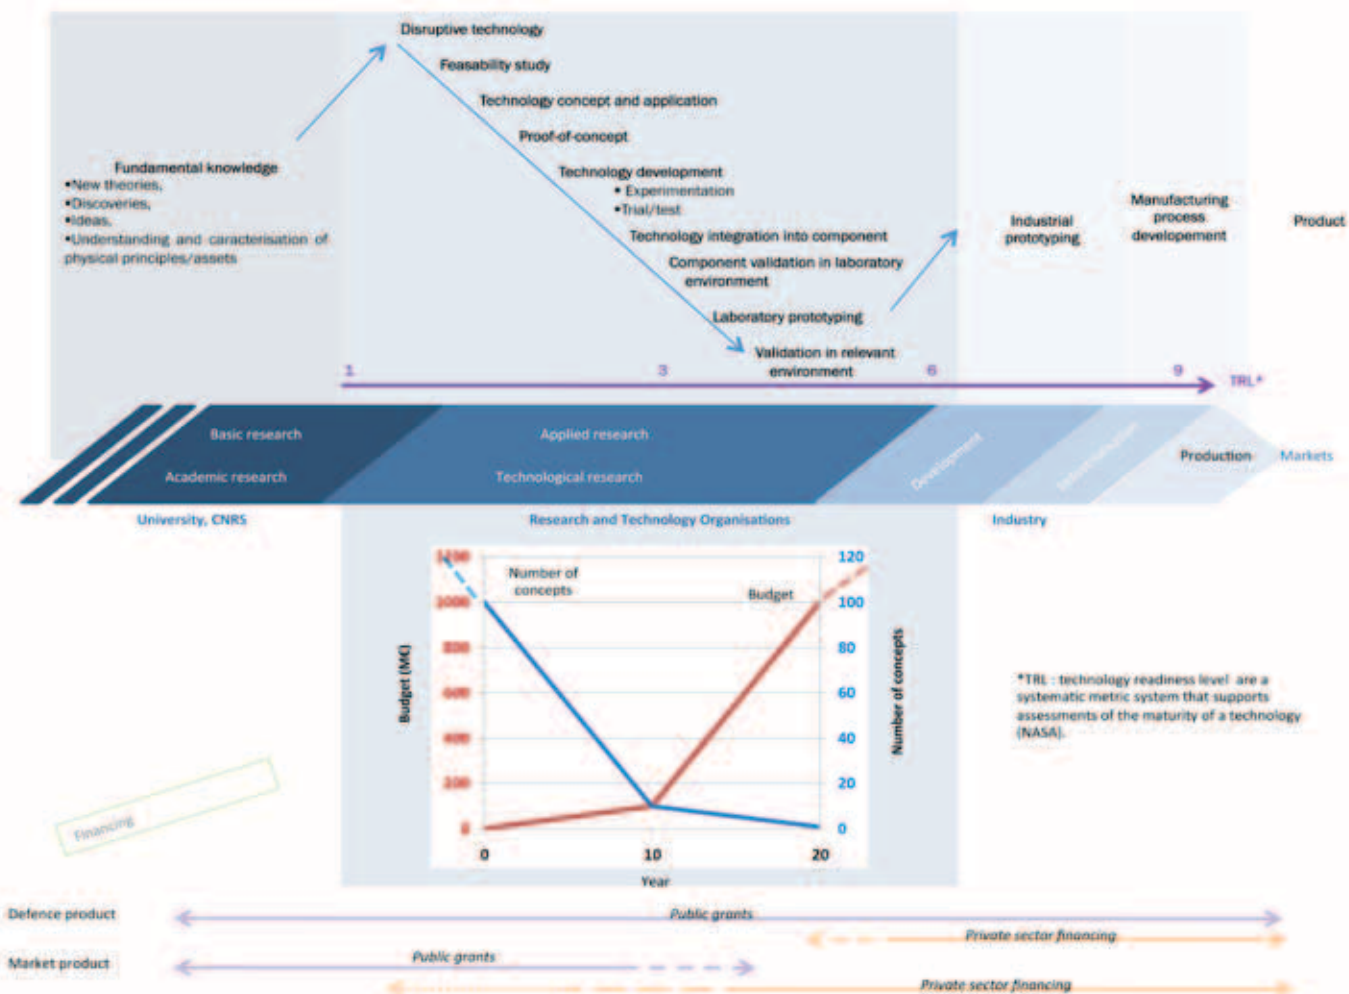 Disruptive technology
Feasability study
Technology concept and application
Proof-of-concept
Fundamental knowledge
•New theories,
•Discoveries,
•Ideas,
•Understanding and caracterisation of
physical principles/assets
Technology development
• Experimentation
•Trial/test
Technology integration into component
Component validation in laboratory
environment
Laboratory prototyping
Validation in relevant
environment
Industrial
prototyping
Manufacturing
process
developement
Product
1
3
6
9
TRL*
Basic research
Applied research
Academic research
Technological research
Development
Production
Markets
University, CNRS
Research and Technology Organisations
Industry
Number of
concepts
Budget
1200
1000
800
600
400
200
0
Budget (M€)
120
100
80
60
40
20
0
Number of concepts
0
10
20
Year
*TRL : technology readiness level are a
systematic metric system that supports
assessments of the maturity of a technology
(NASA).
Financing
Defence product
Public grants
Private sector financing
Market product
Public grants
Private sector financing